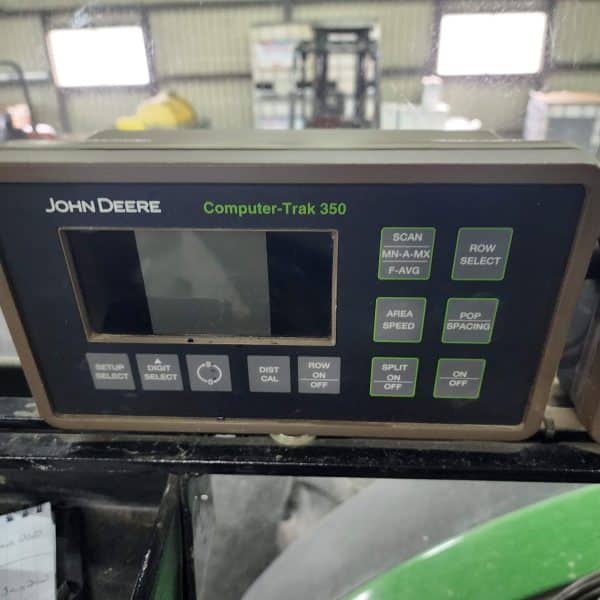 JOHN DEERE
Computer-Trak 350
SCAN
MN-A-MX
F-AVG
ROW
SELECT
AREA
SPEED
POP
SPACING
SETUP
SELECT
DIGIT
SELECT
DIST
CAL
ROW
ON
OFF
SPLIT
ON
OFF
ON
OFF